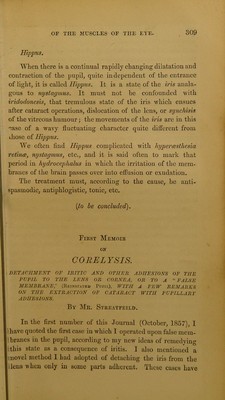 OF THE MUSCLES OF THE EYE. 509
Hippus.
When there is a continual rapidly changing dilatation and
contraction of the pupil, quite independent of the entrance
of light, it is called Hippus. It is a state of the iris analo-
gous to nystagmus. It must not be confounded with
iridodonesis, that tremulous state of the iris which ensues
after cataract operations, dislocation of the lens, or synchisis
of the vitreous humour; the movements of the iris are in this
case of a wavy fluctuating character quite different from
those of Hippus.
We often find Hippus complicated with hyperæsthesia
retinæ, nystagmus, etc., and it is said often to mark that
period in hydrocephalus in which the irritation of the mem-
branes of the brain passes over into effusion or exudation.
The treatment must, according to the cause, be anti-
spasmodic, antiphlogistic, tonic, etc.
(to be concluded).
FIRST MEMOIR
ON
CORELYSIS.
DETACHMENT OF IRITIC AND OTHER ADHESIONS OF THE
PUPIL TO THE LENS OR CORNEA OR TO A "FALSE
MEMBRANE," WITH A FEW REMARKS
ON THE EXTRACTION OF CATARACT WITH PUPILLARY
ADHESIONS.
BY MR. STREATFEILD.
In the first number of this Journal (October, 1857), I
have quoted the first case in which I operated upon false mem-
branes in the pupil, according to my new ideas of remedying
this state as a consequence of iritis. I also mentioned a
novel method I had adopted of detaching the iris from the
lens when only in some parts adherent. These cases have